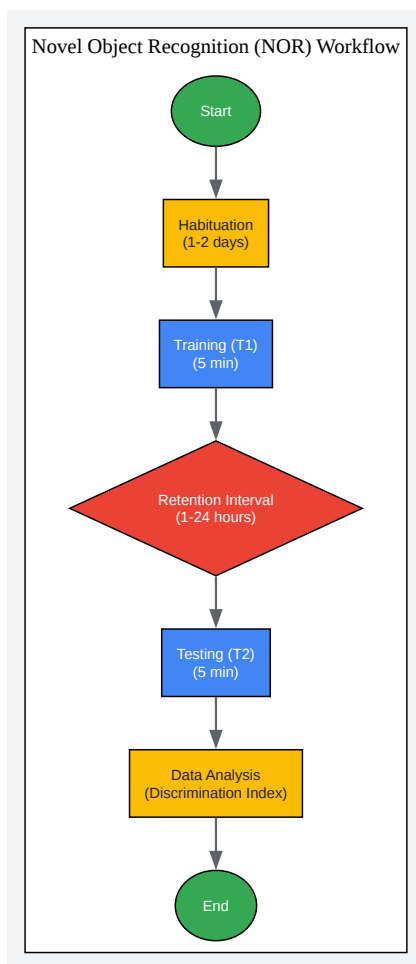 Novel Object Recognition (NOR) Workflow
Start
Habituation
(1-2 days)
Training (T1)
(5 min)
Retention Interval
(1-24 hours)
Testing (T2)
(5 min)
Data Analysis
(Discrimination Index)
End